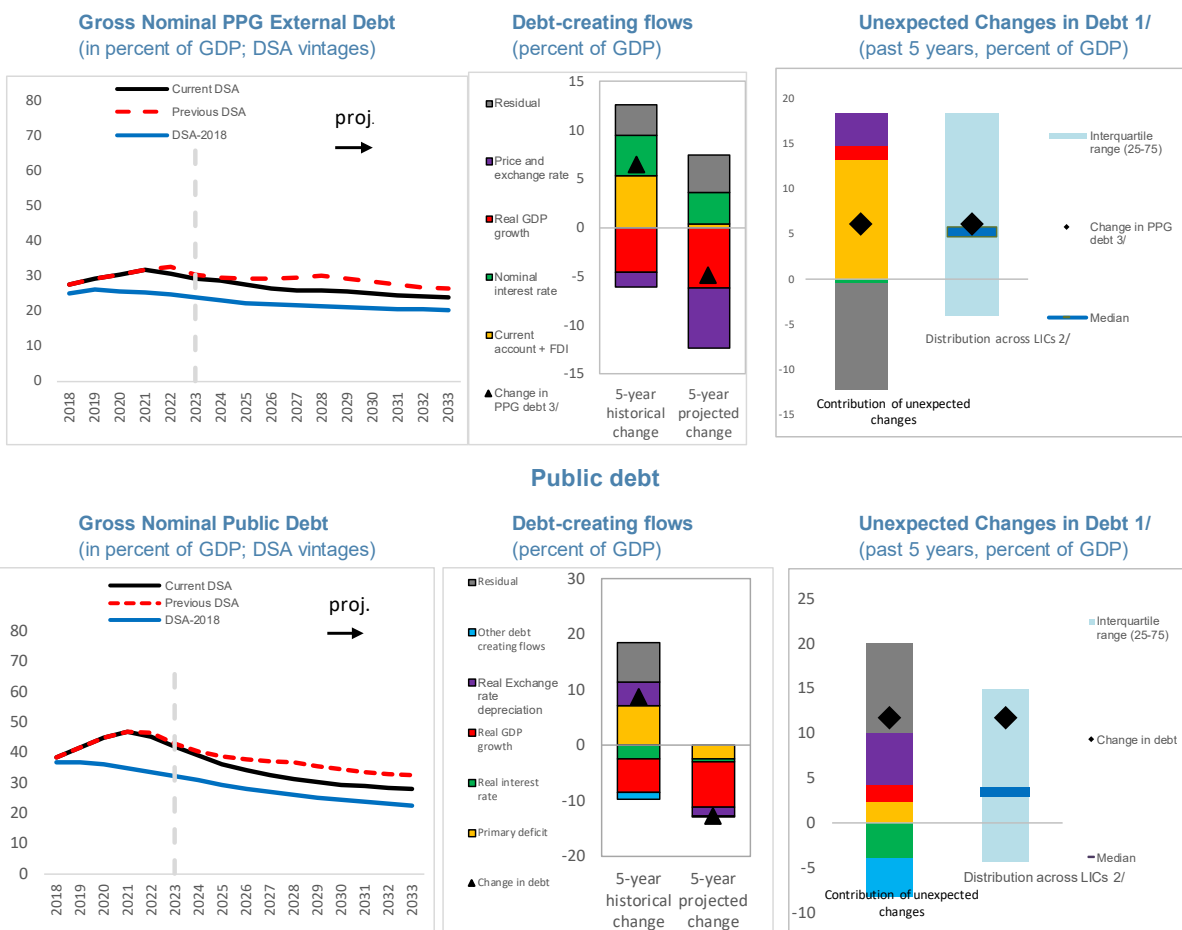 Gross Nominal PPG External Debt
(in percent of GDP; DSA vintages)
Current DSA
Previous DSA
DSA-2018
proj.
80
70
60
50
40
30
20
10
0
2018
2019
2020
2021
2022
2023
2024
2025
2026
2027
2028
2029
2030
2031
2032
2033
Debt-creating flows
(percent of GDP)
Residual
Price and
exchange rate
Real GDP
growth
Nominal
interest rate
Current
account + FDI
Change in
PPG debt 3/
15
10
5
0
-5
-10
-15
5-year
historical
change
5-year
projected
change
Unexpected Changes in Debt 1/
(past 5 years, percent of GDP)
20
15
10
5
0
-5
-10
-15
Interquartile
range (25-75)
Change in PPG
debt 3/
Median
Distribution across LICs 2/
Contribution of unexpected
changes
Public debt
Gross Nominal Public Debt
(in percent of GDP; DSA vintages)
Current DSA
Previous DSA
DSA-2018
proj.
80
70
60
50
40
30
20
10
0
2018
2019
2020
2021
2022
2023
2024
2025
2026
2027
2028
2029
2030
2031
2032
2033
Debt-creating flows
(percent of GDP)
Residual
Other debt
creating flows
Real Exchange
rate
depreciation
Real GDP
growth
Real interest
rate
Primary deficit
Change in debt
30
20
10
0
-10
-20
5-year
historical
change
5-year
projected
change
Unexpected Changes in Debt 1/
(past 5 years, percent of GDP)
25
20
15
10
5
0
-5
-10
Interquartile
range (25-75)
Change in debt
Median
Distribution across LICs 2/
Contribution of unexpected
changes